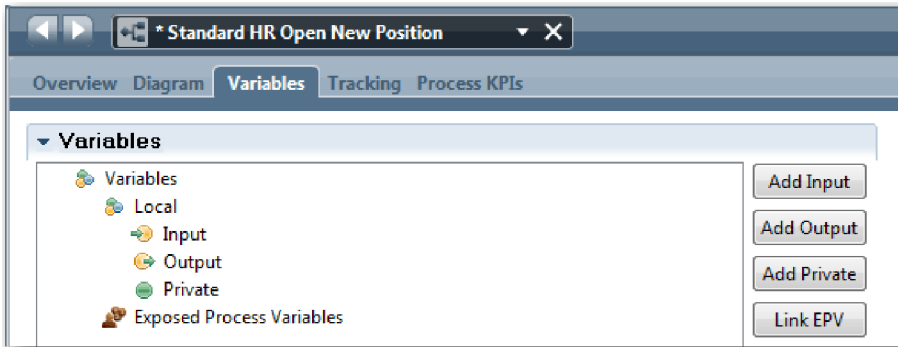 * Standard HR Open New Position
Overview Diagram Variables Tracking Process KPIs
Variables
Variables
Add Input
Local
Input
Add Output
Output
Add Private
Private
Exposed Process Variables
Link EPV